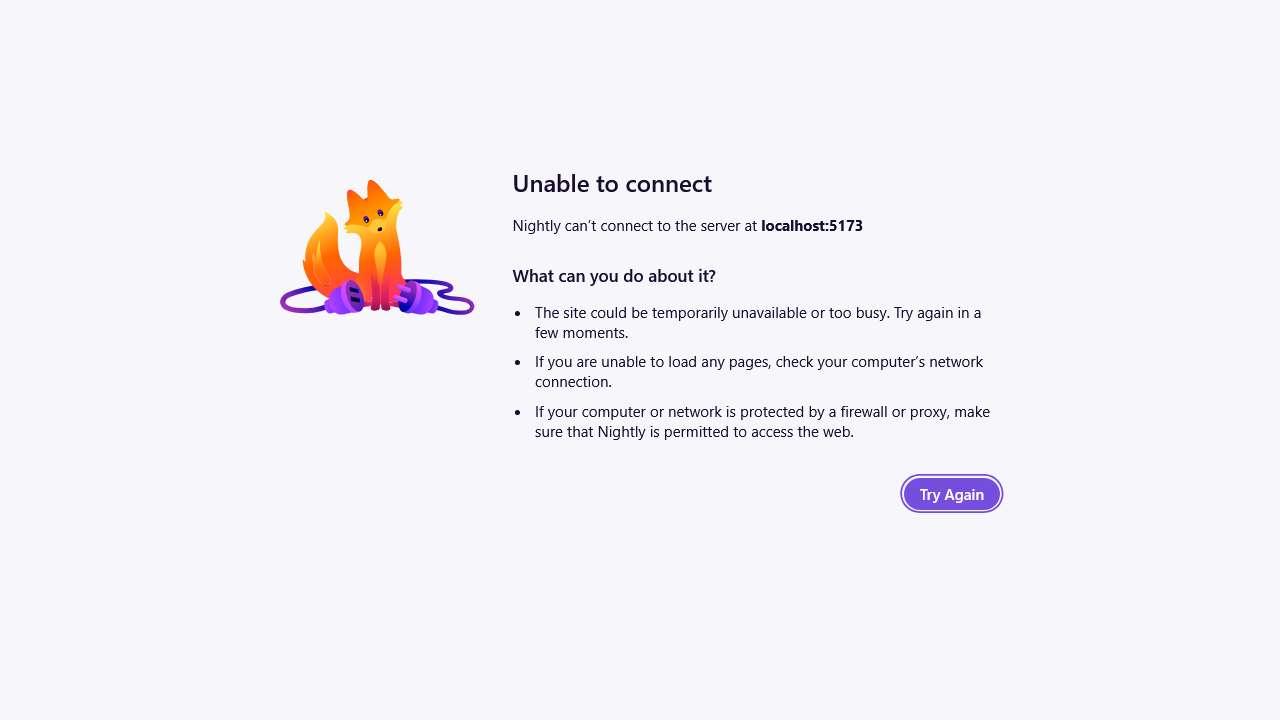 Unable to connect
Nightly can’t connect to the server at localhost:5173
What can you do about it?
• The site could be temporarily unavailable or too busy. Try again in a
few moments.
• If you are unable to load any pages, check your computer’s network
connection.
• If your computer or network is protected by a firewall or proxy, make
sure that Nightly is permitted to access the web.
Try Again